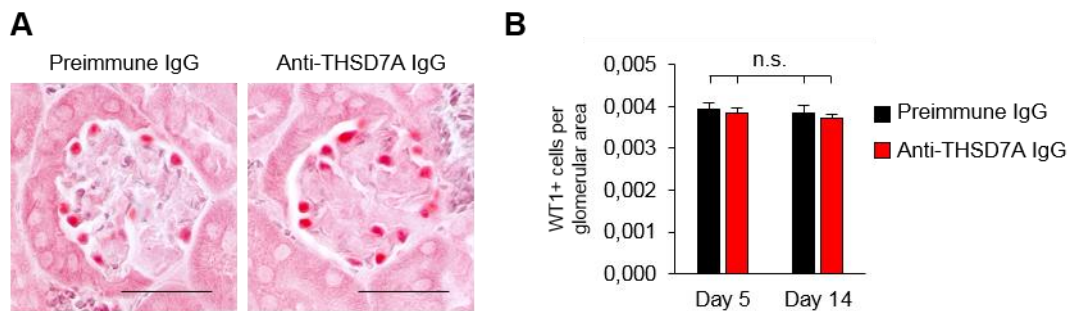 A
Preimmune IgG
Anti-THSD7A IgG
B
WT1+ cells per
glomerular area
0,005
0,004
0,003
0,002
0,001
0,000
n.s.
Day 5
Day 14
Preimmune IgG
Anti-THSD7A IgG